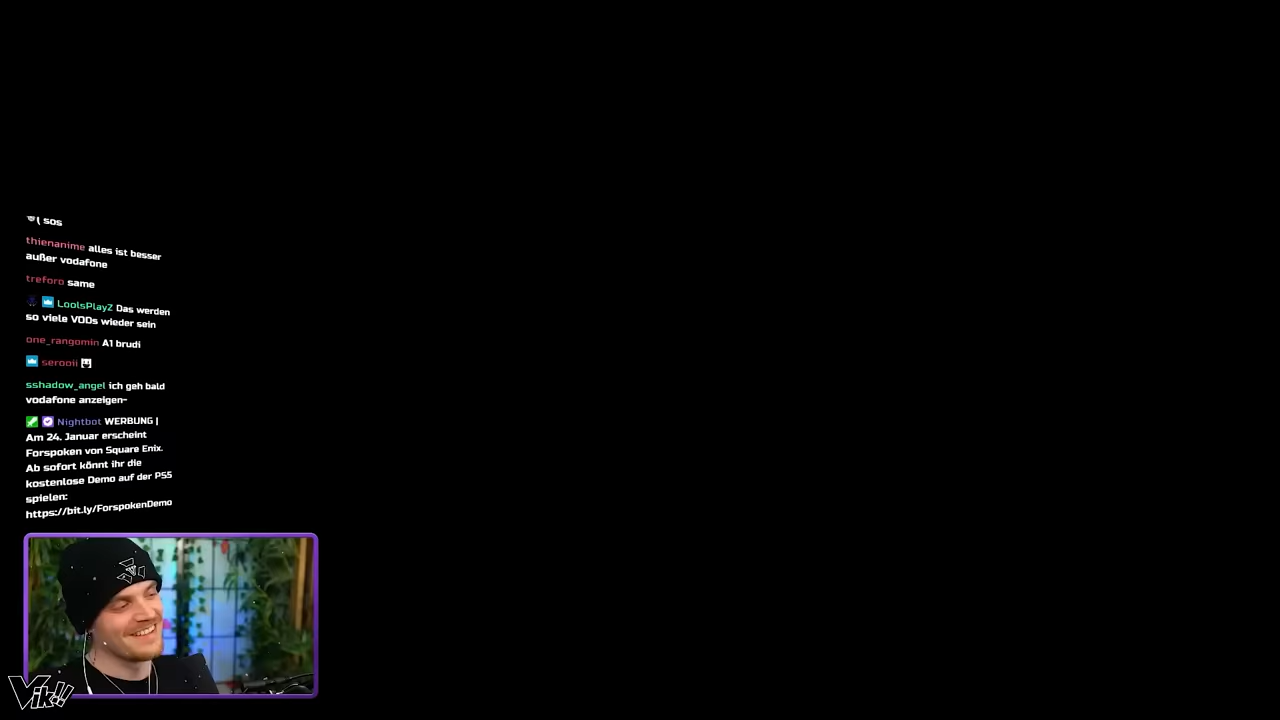 sos
thienanime alles ist besser
außer vodafone
treforo same
LoolsPlayZ Das werden
so viele VODs wieder sein
one_rangomin A1 brudi
serooii
sshadow_angel ich geh bald
vodafone anzeigen-
Nightbot WERBUNG |
Am 24. Januar erscheint
Forspoken von Square Enix.
Ab sofort könnt ihr die
kostenlose Demo auf der PS5
spielen:
https://bit.ly/ForspokenDemo
Vik!!